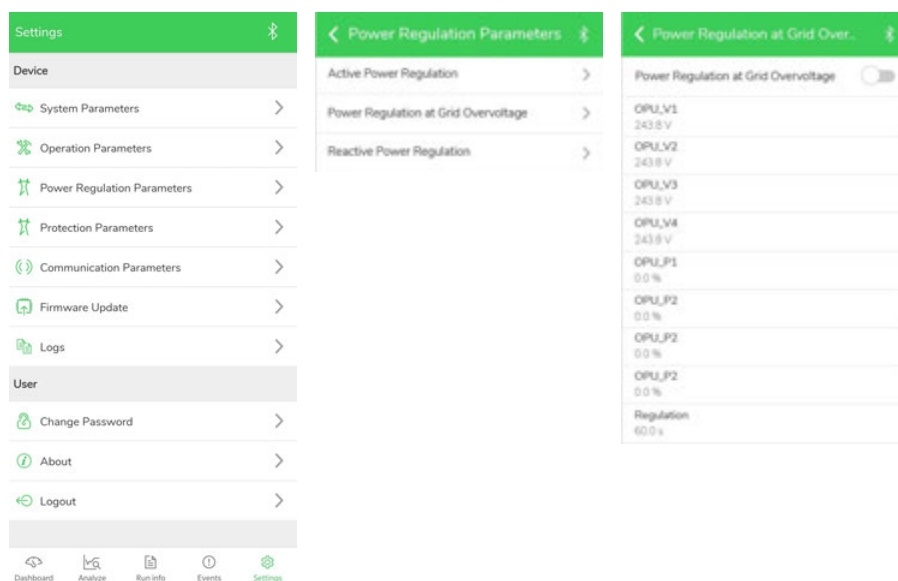 Settings
Device
System Parameters
Operation Parameters
Power Regulation Parameters
Protection Parameters
Communication Parameters
Firmware Update
Logs
User
Change Password
About
Logout
Dashboard
Analyze
Run info
Events
Settings
Power Regulation Parameters
Active Power Regulation
Power Regulation at Grid Overvoltage
Reactive Power Regulation
Power Regulation at Grid Over..
Power Regulation at Grid Overvoltage
OPU_V1
243.8 V
OPU_V2
243.8 V
OPU_V3
243.8 V
OPU_V4
243.8 V
OPU_P1
0.0 %
OPU_P2
0.0 %
OPU_P2
0.0 %
OPU_P2
0.0 %
Regulation
60.0 s